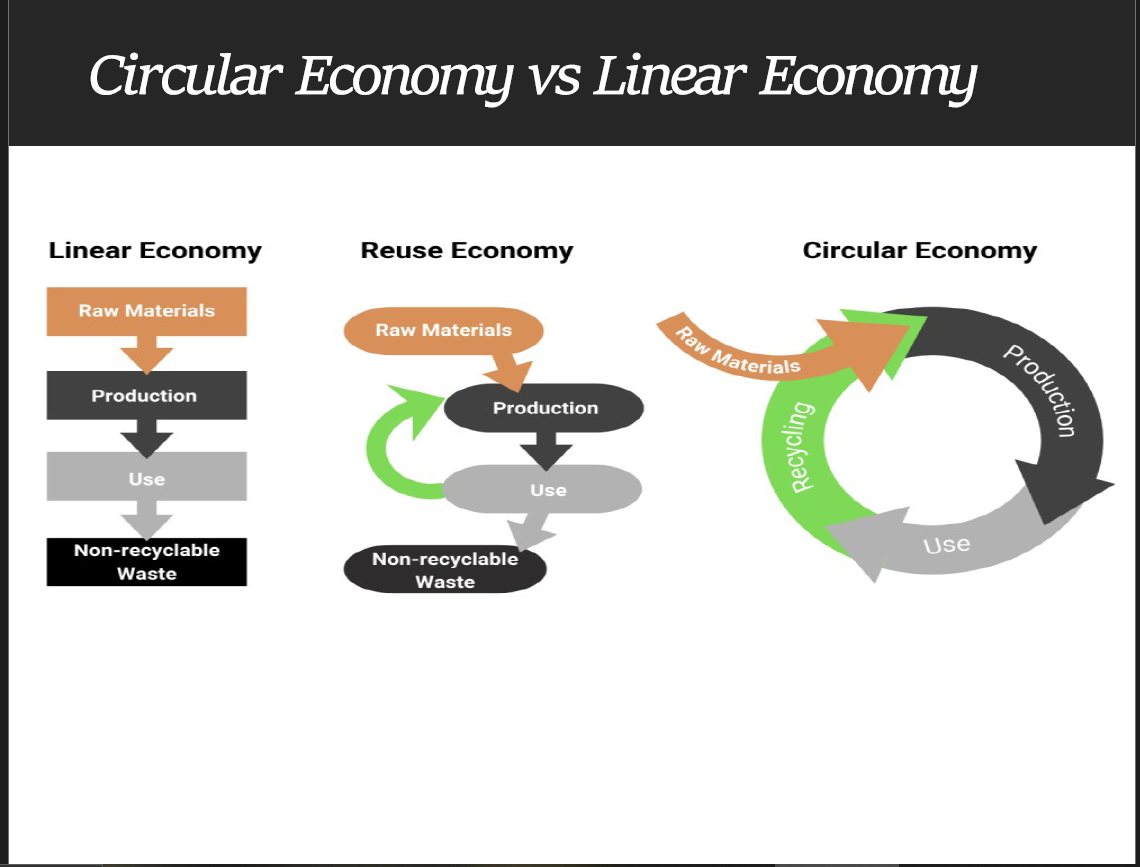 Circular Economy vs Linear Economy
Linear Economy
Raw Materials
Production
Use
Non-recyclable
Waste
Reuse Economy
Raw Materials
Production
Use
Non-recyclable
Waste
Circular Economy
Raw Materials
Production
Use
Recycling